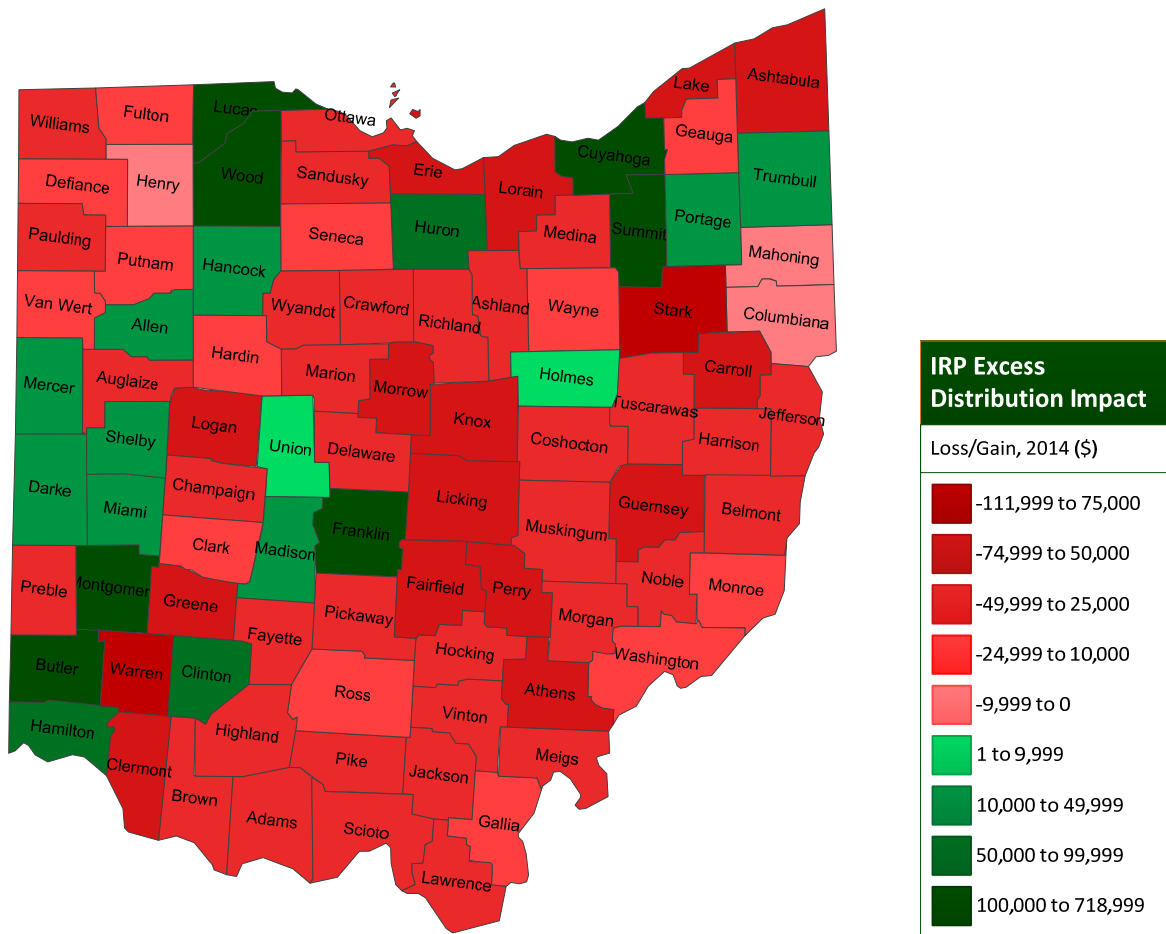 Ashtabula
Lake
Lucas
Fulton
Ottawa
Williams
Geauga
Cuyahoga
Erie
Sandusky
Wood
Trumbull
Henry
Defiance
Lorain
Portage
Huron
Summit
Paulding
Seneca
Medina
Mahoning
Putnam
Hancock
Van Wert
Wyandot
Crawford
Ashland
Wayne
Stark
Columbiana
Richland
Allen
Hardin
Carroll
Holmes
Marion
Auglaize
Mercer
Morrow
Tuscarawas
Jefferson
Knox
Logan
Shelby
Union
Coshocton
Harrison
Delaware
Darke
Champaign
Licking
Guernsey
Belmont
Miami
Muskingum
Franklin
Clark
Madison
Noble
Monroe
Preble
Montgomer
Fairfield
Perry
Greene
Pickaway
Morgan
Fayette
Hocking
Washington
Butler
Warren
Clinton
Ross
Athens
Vinton
Hamilton
Highland
Meigs
Pike
Clermont
Jackson
Brown
Adams
Scioto
Gallia
Lawrence
IRP Excess
Distribution Impact
Loss/Gain, 2014 ($)
-111,999 to 75,000
-74,999 to 50,000
-49,999 to 25,000
-24,999 to 10,000
-9,999 to 0
1 to 9,999
10,000 to 49,999
50,000 to 99,999
100,000 to 718,999